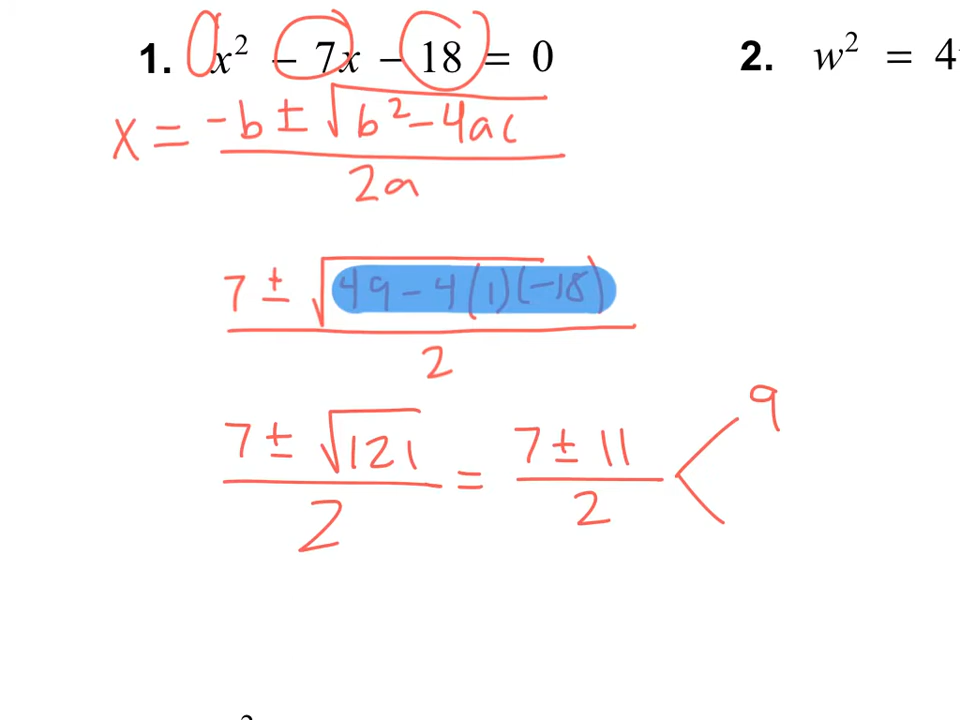 1. x² − 7x − 18 = 0
2. w² = 4
x = -b ± √b² - 4ac
2a
7 ± √49 - 4(1)(-18)
2
7 ± √121 / 2 = 7 ± 11 / 2
9